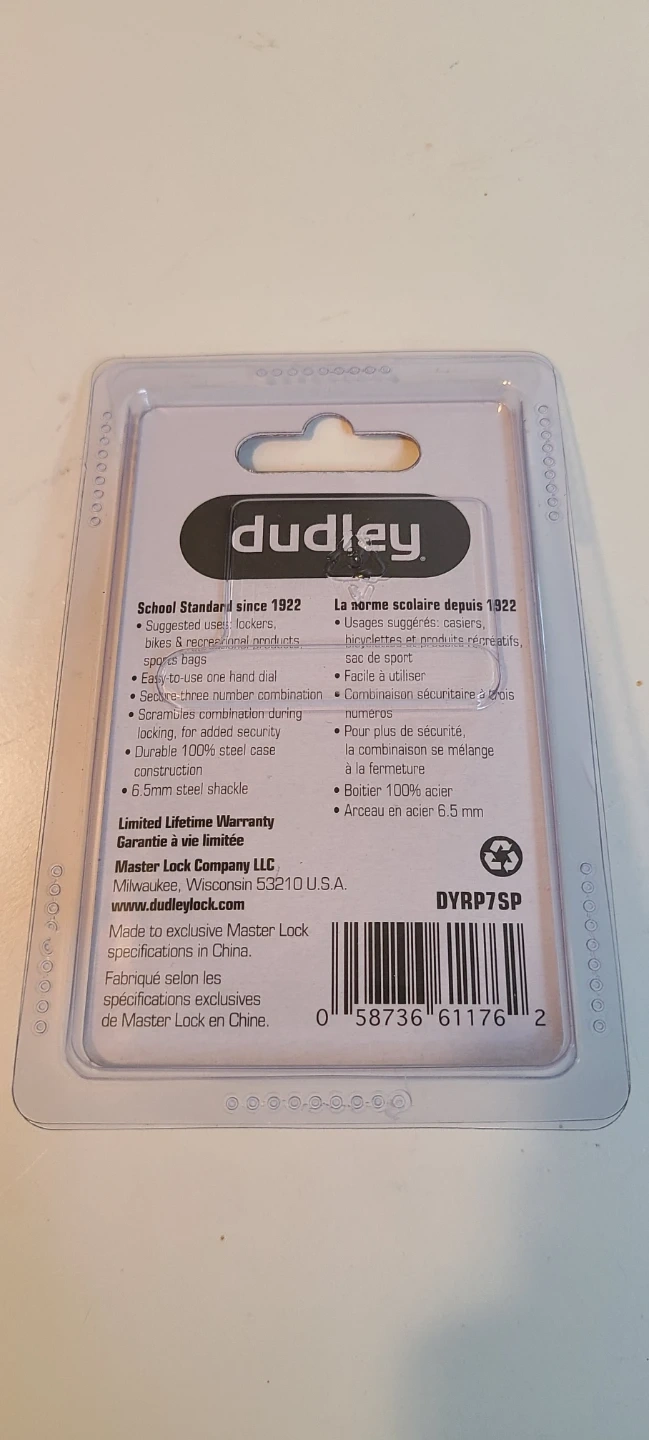 dudley
School Standard since 1922
• Suggested uses: lockers,
bikes & recreational products,
sports bags
• Easy-to-use one hand dial
• Secure three number combination
• Scrambles combination during
locking, for added security
• Durable 100% steel case
construction
• 6.5mm steel shackle
La norme scolaire depuis 1922
• Usages suggérés: casiers,
bicyclettes et produits récréatifs,
sac de sport
• Facile à utiliser
• Combinaison sécuritaire à trois
numéros
• Pour plus de sécurité,
la combinaison se mélange
à la fermeture
• Boitier 100% acier
• Arceau en acier 6.5 mm
Limited Lifetime Warranty
Garantie à vie limitée
Master Lock Company LLC
Milwaukee, Wisconsin 53210 U.S.A.
www.dudleylock.com
Made to exclusive Master Lock
specifications in China.
Fabriqué selon les
spécifications exclusives
de Master Lock en Chine.
DYRP7SP
0 58736 61176 2